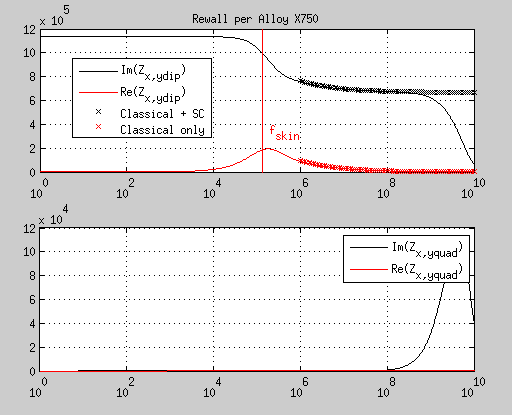 Rewall per Alloy X750
x 10^5
12
10
8
6
4
2
0
Im(Z_x,ydip)
Re(Z_x,ydip)
Classical + SC
Classical only
f_skin
10^0 10^2 10^4 10^6 10^8 10^10
x 10^4
12
10
8
6
4
2
0
Im(Z_x,yquad)
Re(Z_x,yquad)
10^0 10^2 10^4 10^6 10^8 10^10